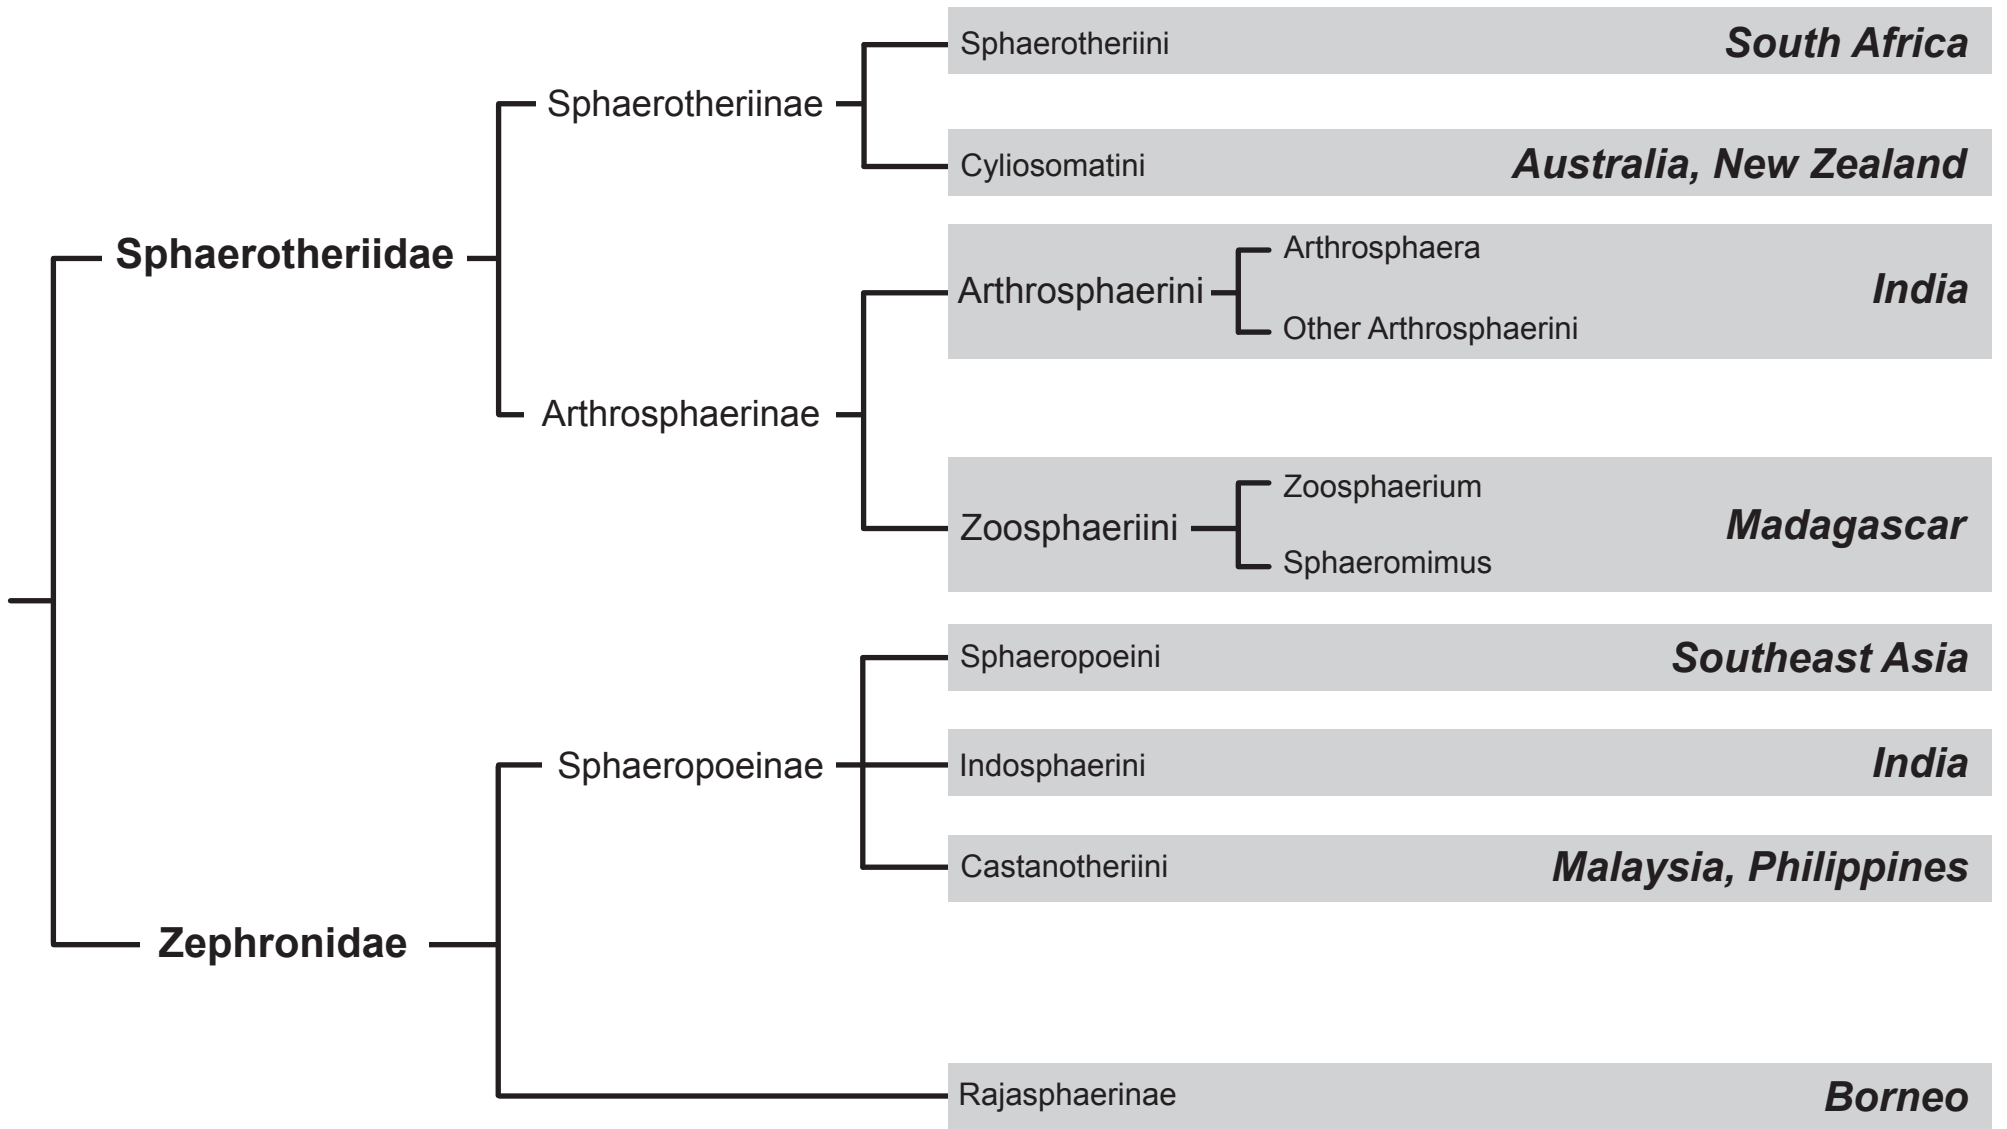 Sphaerotheriini South Africa
Sphaerotheriinae
Cyliosomatini Australia, New Zealand
Sphaerotheriidae
Arthrosphaera
Arthrosphaerini India
Other Arthrosphaerini
Arthrosphaerinae
Zoosphaerium
Zoosphaeriini Madagascar
Sphaeromimus
Sphaeropoeini Southeast Asia
Sphaeropoeinae Indosphaerini India
Castanotheriini Malaysia, Philippines
Zephronidae
Rajasphaerinae Borneo